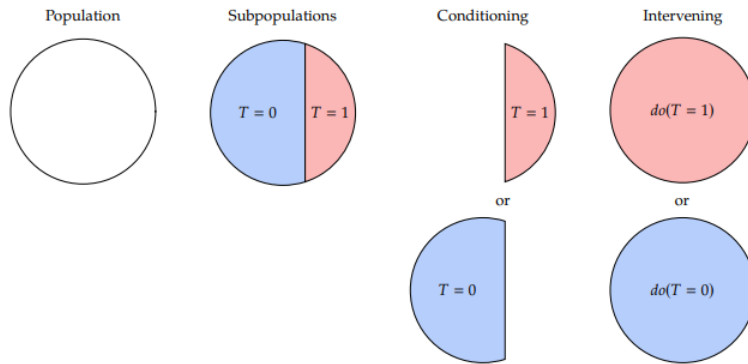 Population
Subpopulations
Conditioning
Intervening
T = 0
T = 1
T = 1
do(T = 1)
or
or
T = 0
do(T = 0)